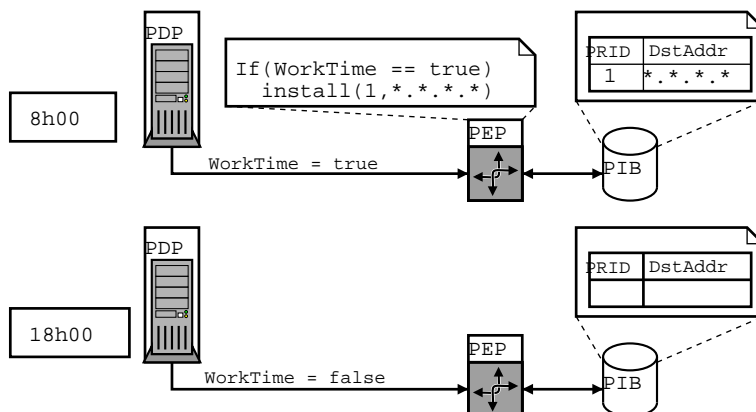 PDP
If(WorkTime == true)
install(1,*.*.*.*)
PRID DstAddr
1 *.*.*.*
8h00
PEP
WorkTime = true
PIB
PDP
PRID DstAddr
18h00
PEP
WorkTime = false
PIB